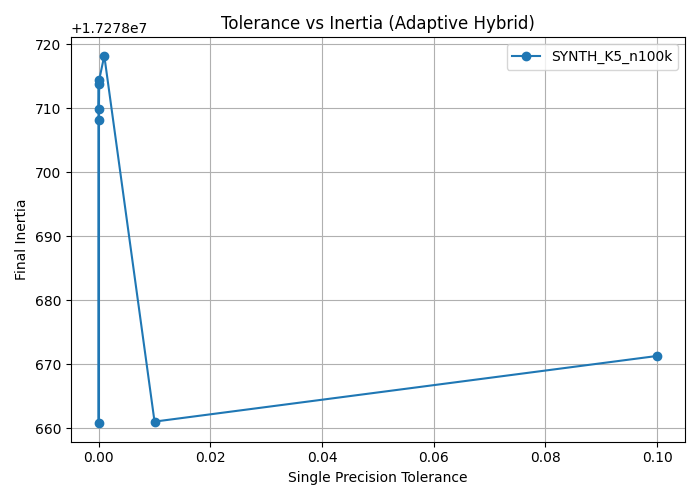 Tolerance vs Inertia (Adaptive Hybrid)
+1.7278e7
SYNTH_K5_n100k
720
710
700
690
680
670
660
Final Inertia
0.00 0.02 0.04 0.06 0.08 0.10
Single Precision Tolerance